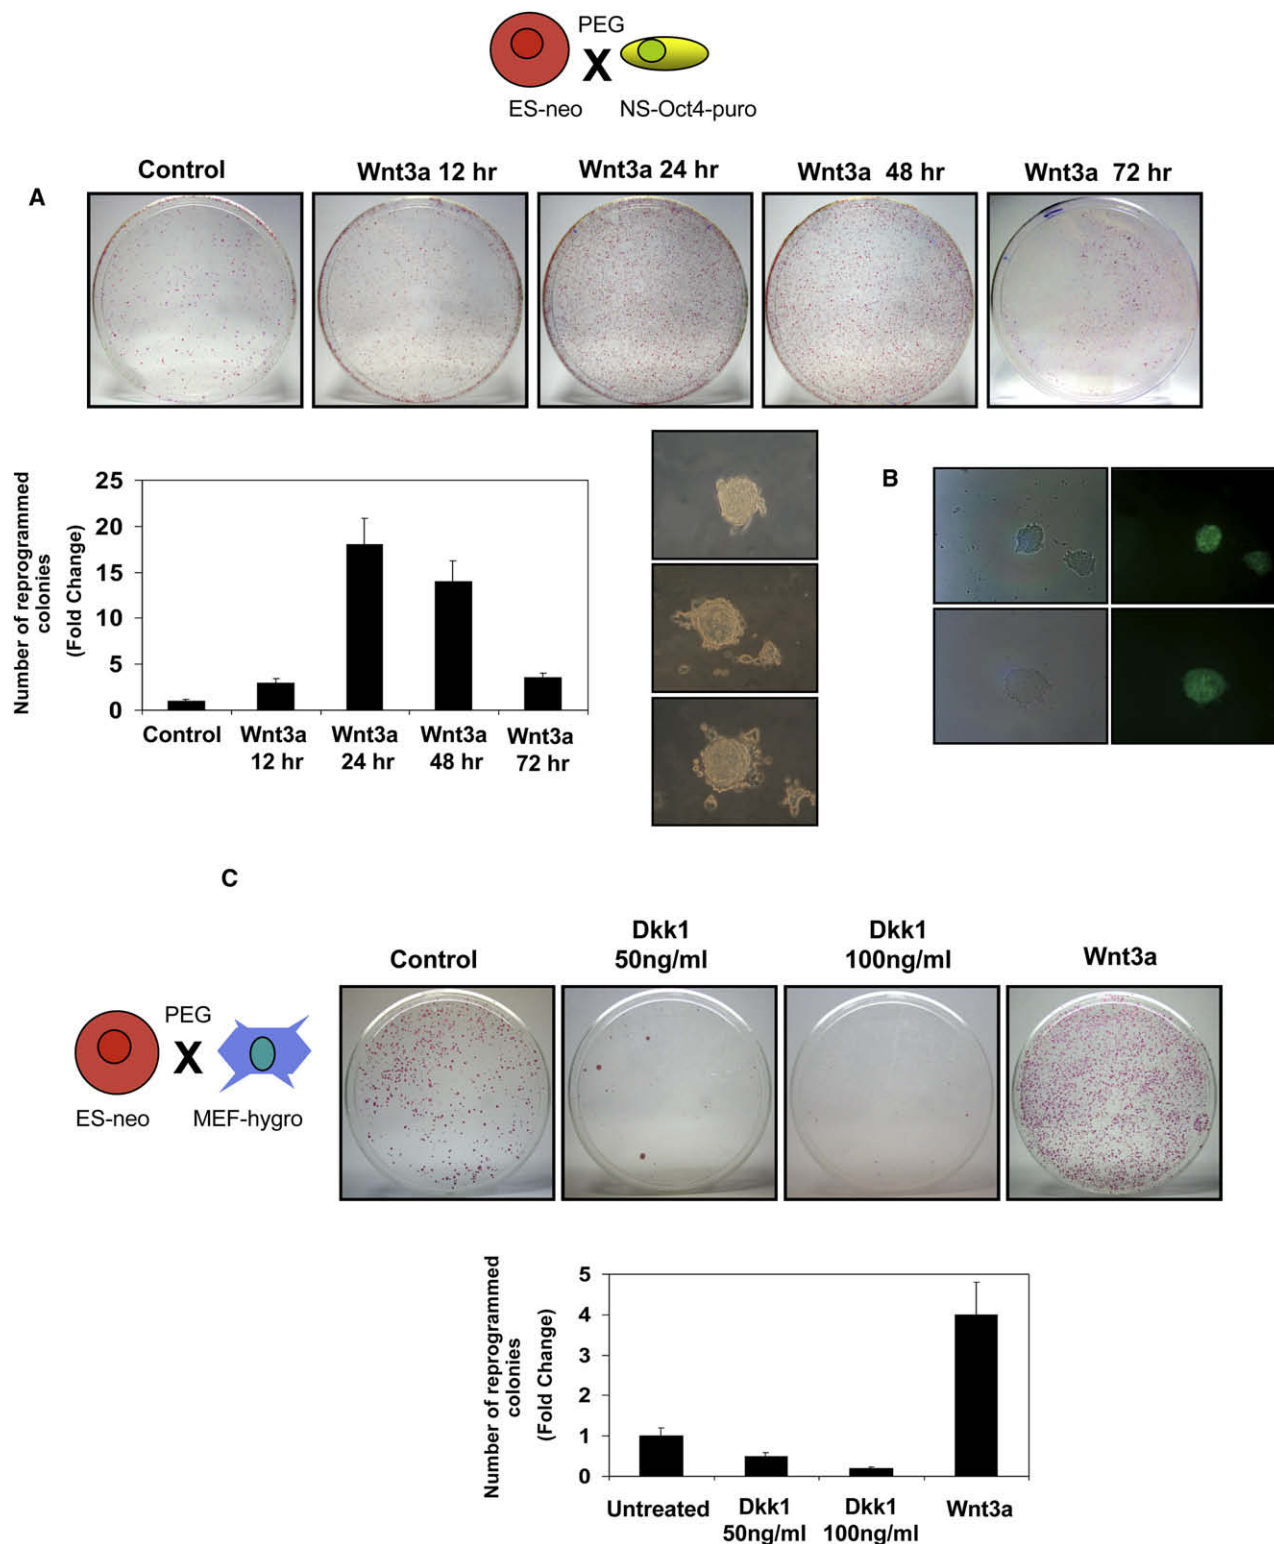 PEG
X
ES-neo NS-Oct4-puro
A
Control Wnt3a 12 hr Wnt3a 24 hr Wnt3a 48 hr Wnt3a 72 hr
Number of reprogrammed
colonies
(Fold Change)
25
20
15
10
5
0
Control Wnt3a Wnt3a Wnt3a Wnt3a
12 hr 24 hr 48 hr 72 hr
B
C
PEG
X
ES-neo MEF-hygro
Control Dkk1 Dkk1 Wnt3a
50ng/ml 100ng/ml
Number of reprogrammed
colonies
(Fold Change)
5
4
3
2
1
0
Untreated Dkk1 Dkk1 Wnt3a
50ng/ml 100ng/ml